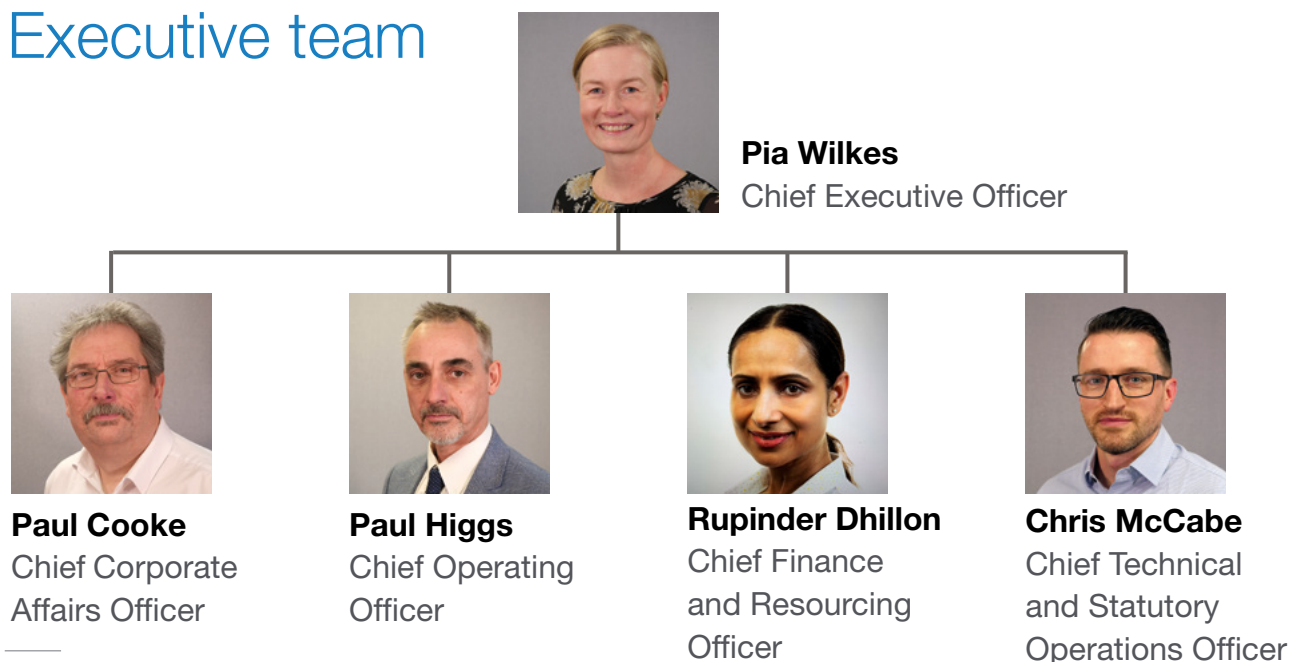 Executive team
Pia Wilkes
Chief Executive Officer
Paul Cooke
Chief Corporate
Affairs Officer
Paul Higgs
Chief Operating
Officer
Rupinder Dhillon
Chief Finance
and Resourcing
Officer
Chris McCabe
Chief Technical
and Statutory
Operations Officer